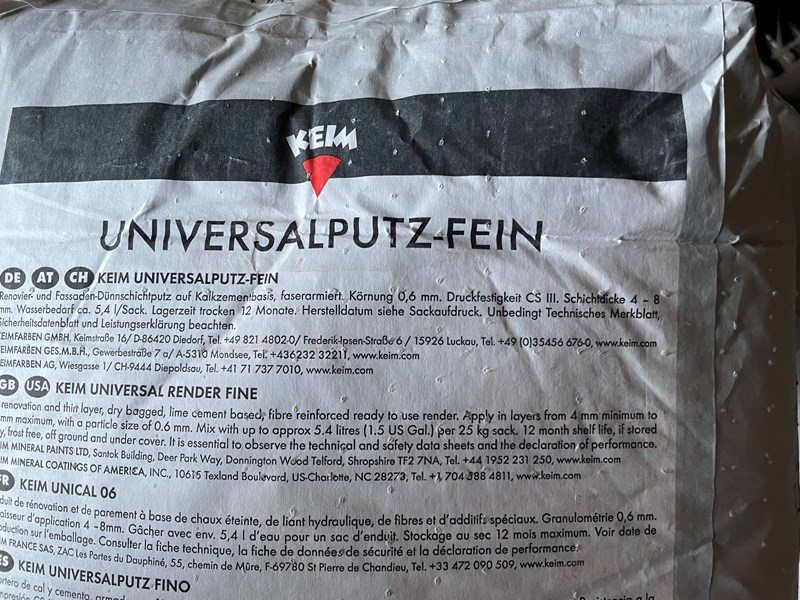 KEIM
UNIVERSALPUTZ-FEIN
DE AT CH KEIM UNIVERSALPUTZ-FEIN
Renovier- und Fassaden-Dünnschichtputz auf Kalkzementbasis, faserarmiert. Körnung 0,6 mm. Druckfestigkeit CS III. Schichtdicke 4 – 8
mm. Wasserbedarf ca. 5,4 l/Sack. Lagerzeit trocken 12 Monate. Herstelldatum siehe Sackaufdruck. Unbedingt Technisches Merkblatt,
Sicherheitsdatenblatt und Leistungserklärung beachten.
KEIMFARBEN GMBH, Keimstraße 16/ D-86420 Diedorf, Tel. +49 821 4802-0/ Frederik-Ipsen-Straße 6 / 15926 Luckau, Tel. +49 (0)35456 676-0, www.keim.com
KEIMFARBEN GES.M.B.H., Gewerbestraße 7 a/ A-5310 Mondsee, Tel. +436232 32211, www.keim.com
EIMFARBEN AG, Wiesgasse 1/ CH-9444 Diepoldsau, Tel. +41 71 737 7010, www.keim.com
GB USA KEIM UNIVERSAL RENDER FINE
renovation and thin layer, dry bagged, lime cement based, fibre reinforced ready to use render. Apply in layers from 4 mm minimum to
mm maximum, with a particle size of 0.6 mm. Mix with up to approx 5.4 litres (1.5 US Gal.) per 25 kg sack. 12 month shelf life, if stored
y, frost free, off ground and under cover. It is essential to observe the technical and safety data sheets and the declaration of performance.
IM MINERAL PAINTS LTD, Santok Building, Deer Park Way, Donnington Wood Telford, Shropshire TF2 7NA, Tel. +44 1952 231 250, www.keim.com
IM MINERAL COATINGS OF AMERICA, INC., 10615 Texland Boulevard, US-Charlotte, NC 28273, Tel. +1 704 588 4811, www.keim.com
FR KEIM UNICAL 06
duit de rénovation et de parement à base de chaux éteinte, de liant hydraulique, de fibres et d'additifs spéciaux. Granulométrie 0,6 mm.
aisseur d'application 4 –8mm. Gâcher avec env. 5,4 l d'eau pour un sac d'enduit. Stockage au sec 12 mois maximum. Voir date de
oduction sur l'emballage. Consulter la fiche technique, la fiche de données de sécurité et la déclaration de performance.
IM FRANCE SAS, ZAC Les Portes du Dauphiné, 55, chemin de Mûre, F-69780 St Pierre de Chandieu, Tel. +33 472 090 509, www.keim.com
ES KEIM UNIVERSALPUTZ FINO
ortero de cal y cemento,